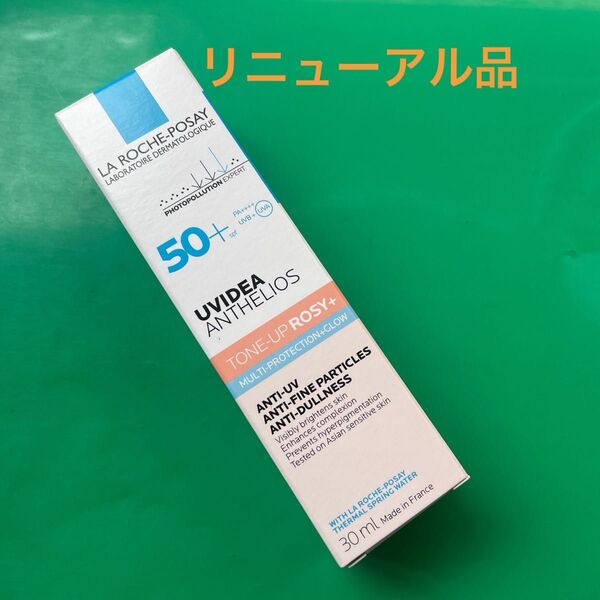 リニューアル品
LA ROCHE-POSAY
LABORATOIRE DERMATOLOGIQUE
PHOTOPOLLUTION EXPERT
50+
SPF
PA++++
UVB + UVA
UVIDEA
ANTHELIOS
TONE-UP ROSY+
MULTI-PROTECTION+GLOW
ANTI-UV
ANTI-FINE PARTICLES
ANTI-DULLNESS
Visibly brightens skin
Enhances complexion
Prevents hyperpigmentation
Tested on Asian sensitive skin
WITH LA ROCHE-POSAY
THERMAL SPRING WATER
30 ml Made in France